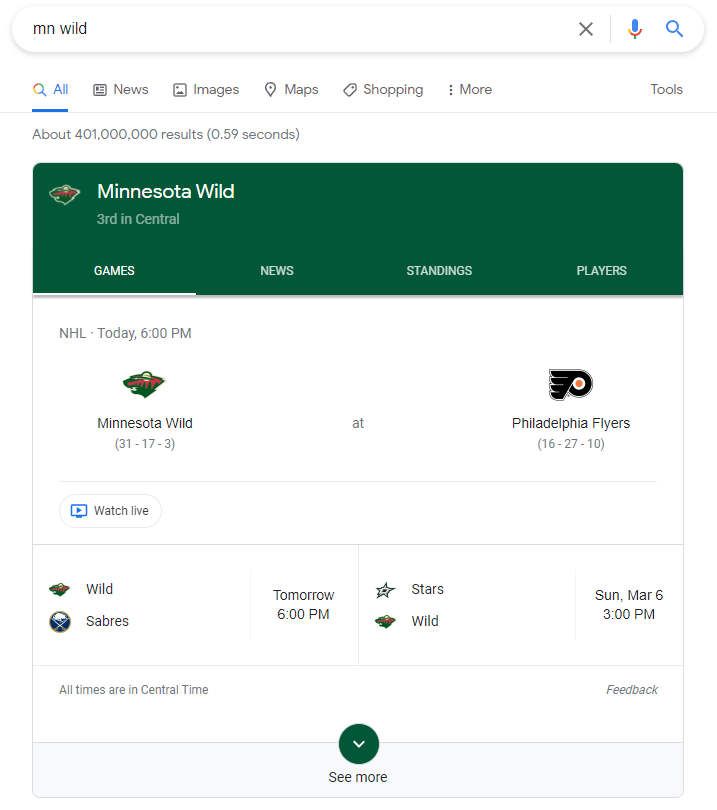 mn wild
All
News
Images
Maps
Shopping
More
Tools
About 401,000,000 results (0.59 seconds)
Minnesota Wild
3rd in Central
GAMES
NEWS
STANDINGS
PLAYERS
NHL · Today, 6:00 PM
Minnesota Wild
at
Philadelphia Flyers
(31 - 17 - 3)
(16 - 27 - 10)
Watch live
Wild
Sabres
Tomorrow
6:00 PM
Stars
Wild
Sun, Mar 6
3:00 PM
All times are in Central Time
Feedback
See more